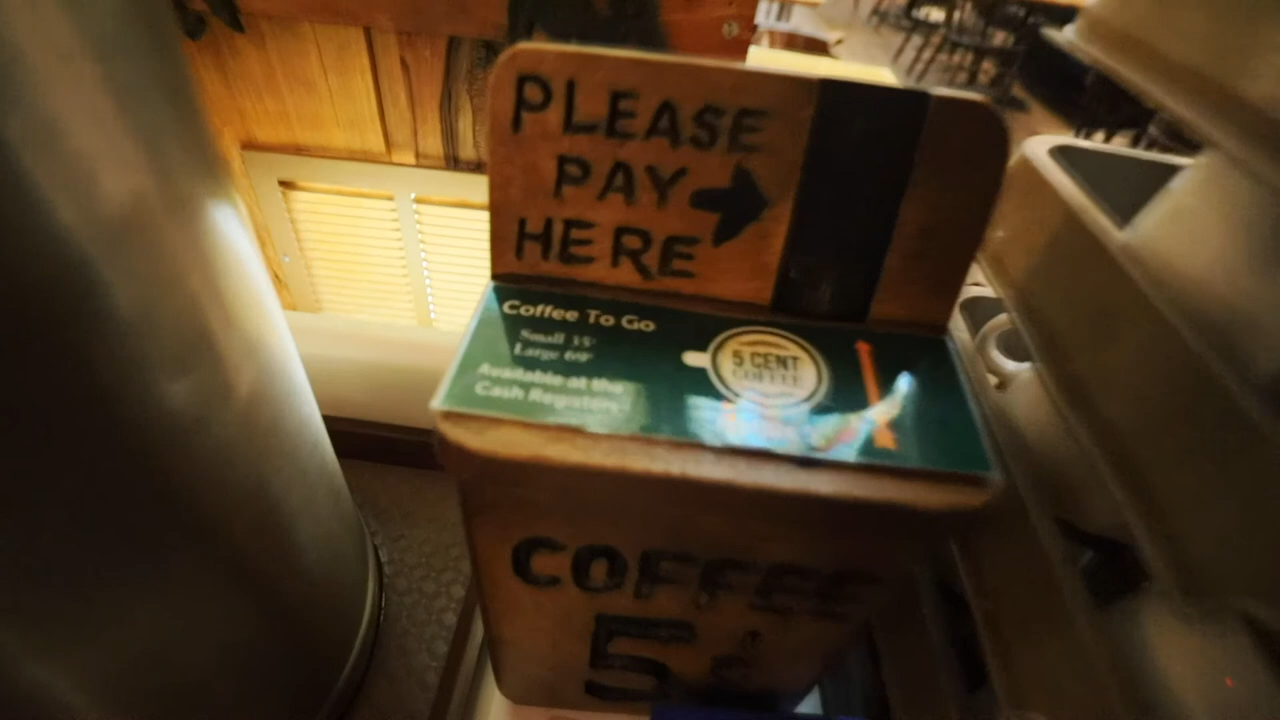 PLEASE
PAY
HERE
Coffee To Go
Small 35¢
Large 69¢
Available at the
Cash Registers
5 CENT
COFFEE
COFFEE
5¢